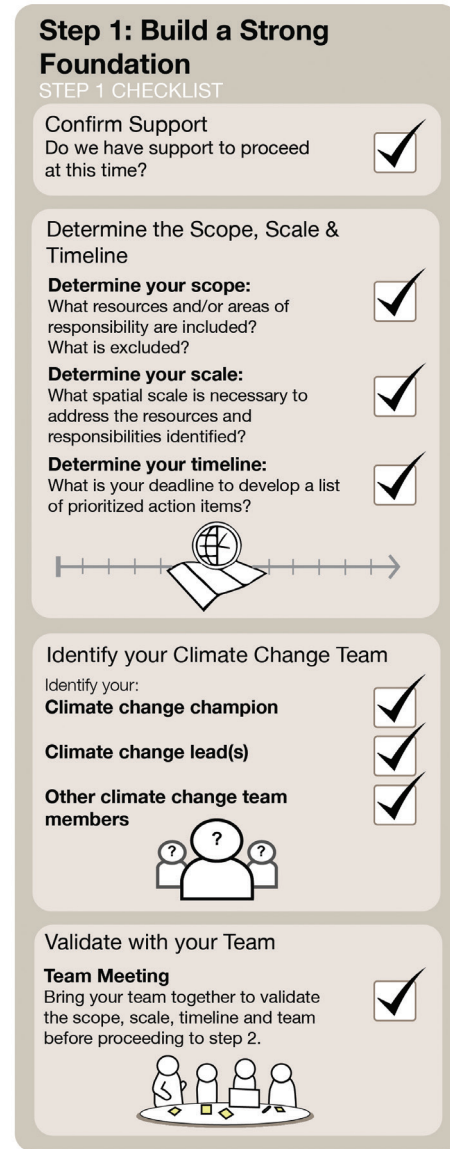 Step 1: Build a Strong
Foundation
STEP 1 CHECKLIST
Confirm Support
Do we have support to proceed
at this time?
Determine the Scope, Scale &
Timeline
Determine your scope:
What resources and/or areas of
responsibility are included?
What is excluded?
Determine your scale:
What spatial scale is necessary to
address the resources and
responsibilities identified?
Determine your timeline:
What is your deadline to develop a list
of prioritized action items?
Identify your Climate Change Team
Identify your:
Climate change champion
Climate change lead(s)
Other climate change team
members
? ? ?
Validate with your Team
Team Meeting
Bring your team together to validate
the scope, scale, timeline and team
before proceeding to step 2.